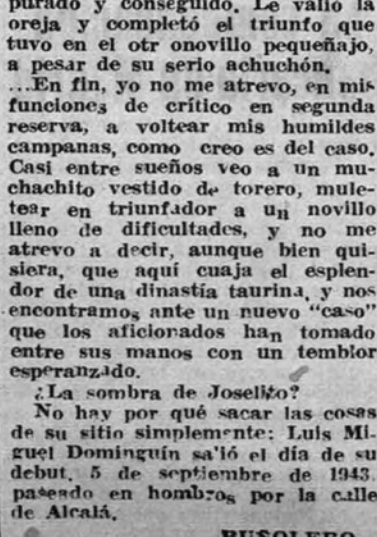 purado y conseguido. Le valió la
oreja y completó el triunfo que
tuvo en el otr onovillo pequeñajo,
a pesar de su serio achuchón.
...En fin, yo no me atrevo, en mis
funciones de crítico en segunda
reserva, a voltear mis humildes
campanas, como creo es del caso.
Casi entre sueños veo a un mu-
chachito vestido de torero, mule-
tear en triunfador a un novillo
lleno de dificultades, y no me
atrevo a decir, aunque bien qui-
siera, que aquí cuaja el esplen-
dor de una dinastía taurina, y nos
encontramos ante un nuevo "caso"
que los aficionados han tomado
entre sus manos con un temblor
esperanzado.
¿La sombra de Joselito?
No hay por qué sacar las cosas
de su sitio simplemente: Luis Mi-
guel Dominguín sa'ló el día de su
debut, 5 de septiembre de 1943,
paseado en hombros por la calle
de Alcalá.
BUÑOLERO